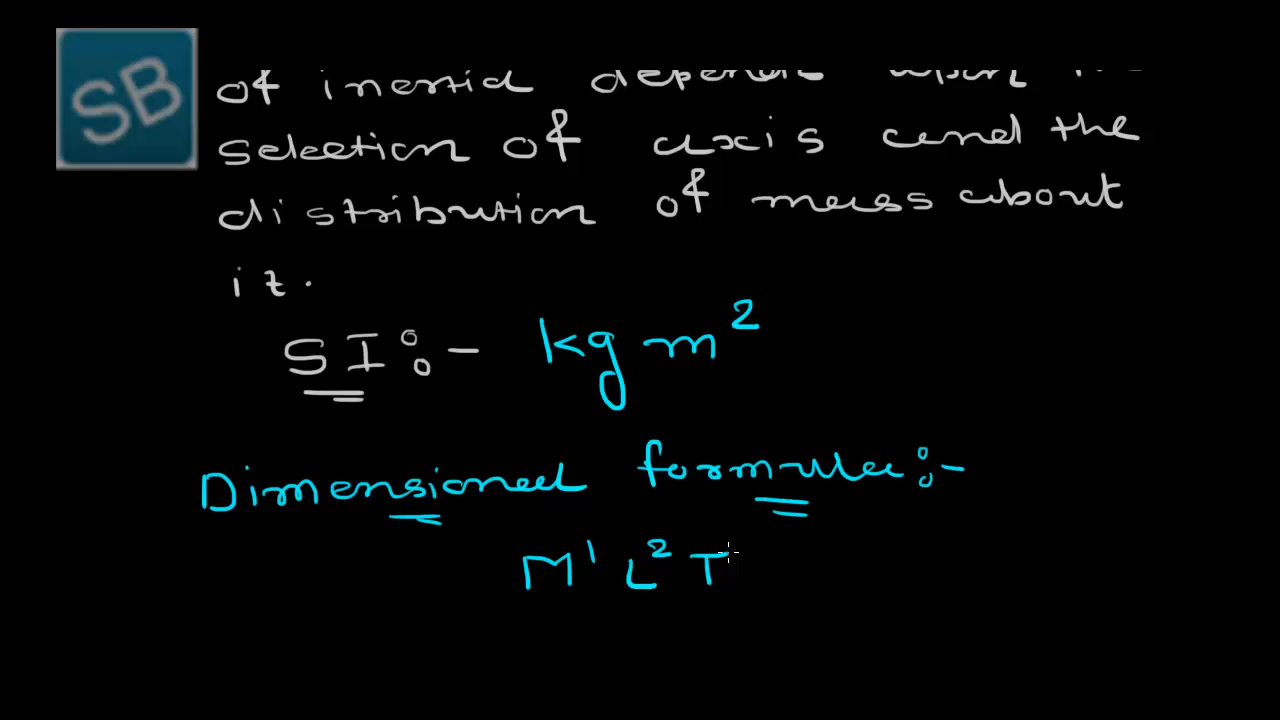 SB
of inertia depends upon the
selection of axis and the
distribution of mass about
it.
SI:- kg m²
Dimensional formula:-
M¹ L² T